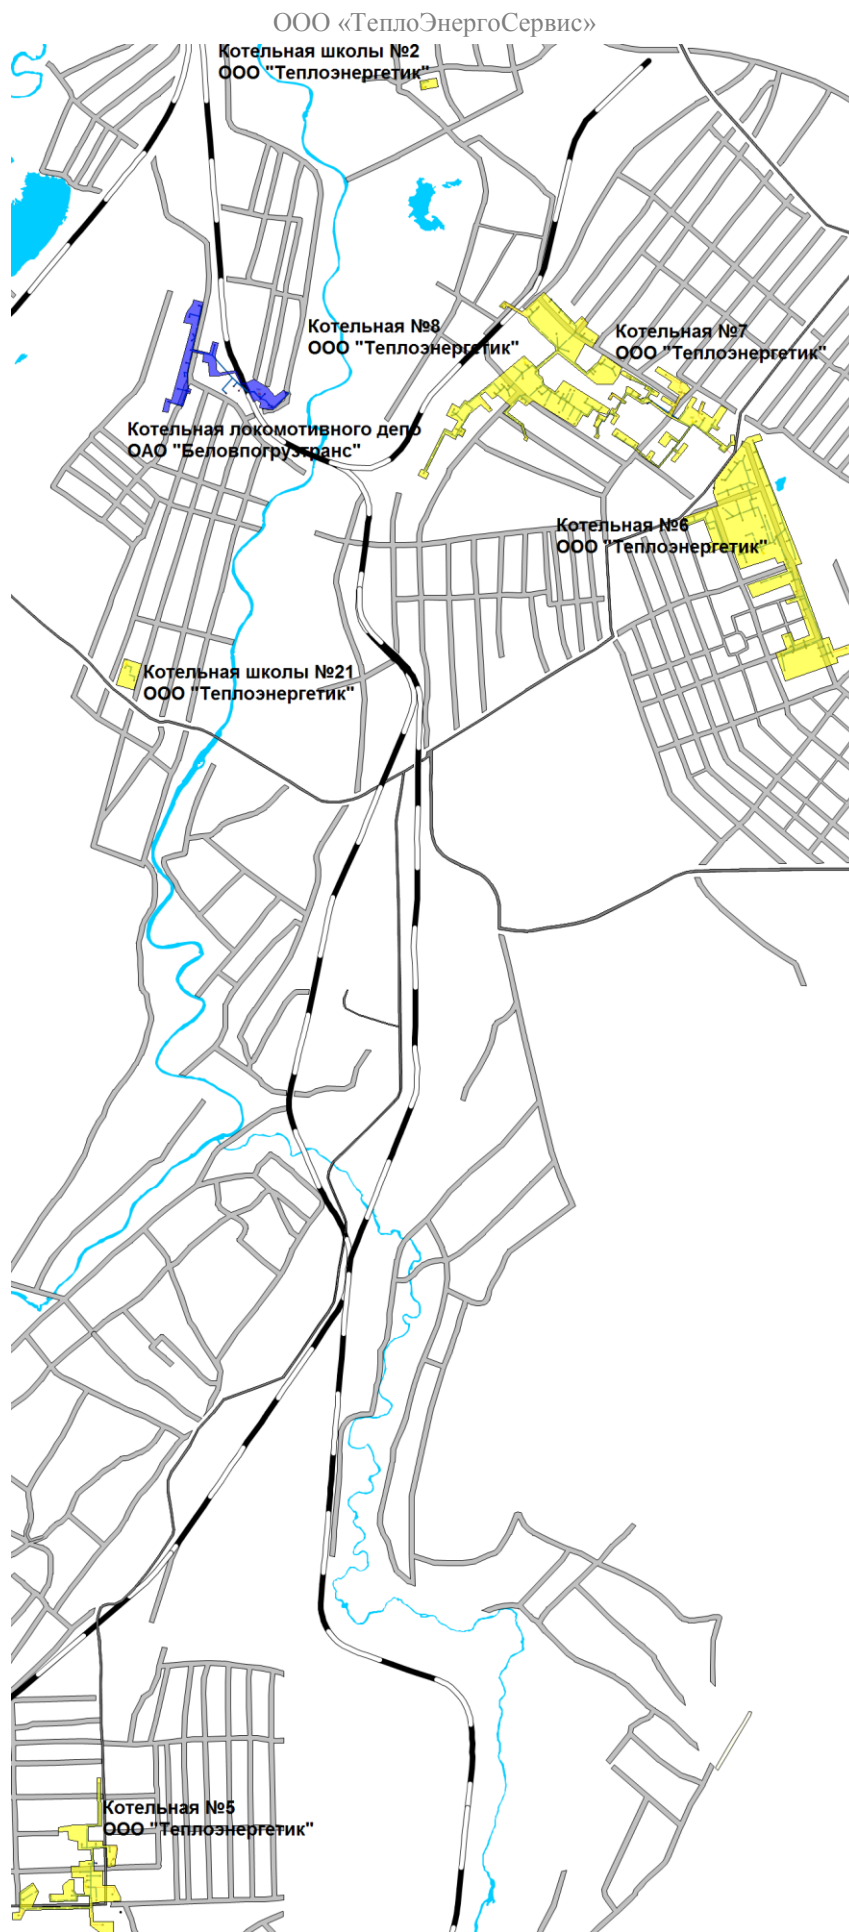 ООО «ТеплоЭнергоСервис»
Котельная школы №2
ООО "Теплоэнергетик"
Котельная №8
ООО "Теплоэнергетик"
Котельная №7
ООО "Теплоэнергетик"
Котельная локомотивного депо
ОАО "Беловпогрузтранс"
Котельная №6
ООО "Теплоэнергетик"
Котельная школы №21
ООО "Теплоэнергетик"
Котельная №5
ООО "Теплоэнергетик"